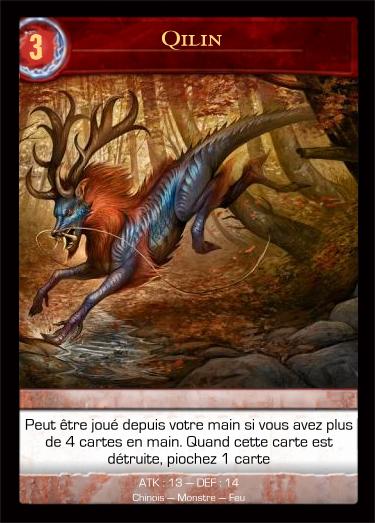 3
Qilin
Peut être joué depuis votre main si vous avez plus
de 4 cartes en main. Quand cette carte est
détruite, piochez 1 carte
ATK : 13 — DEF : 14
Chinois — Monstre — Feu